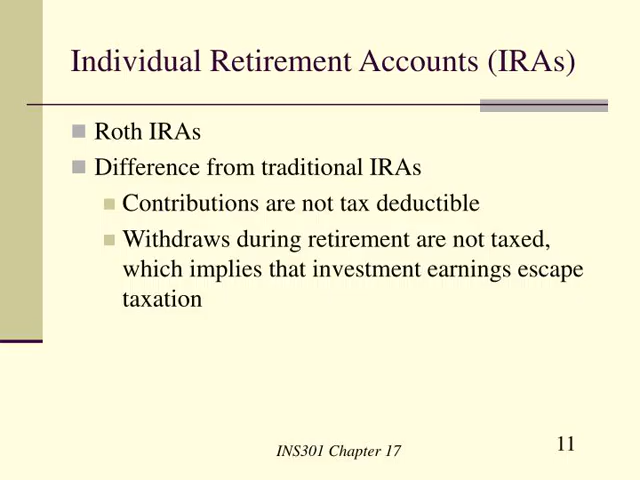 Individual Retirement Accounts (IRAs)
Roth IRAs
Difference from traditional IRAs
Contributions are not tax deductible
Withdraws during retirement are not taxed,
which implies that investment earnings escape
taxation
INS301 Chapter 17
11